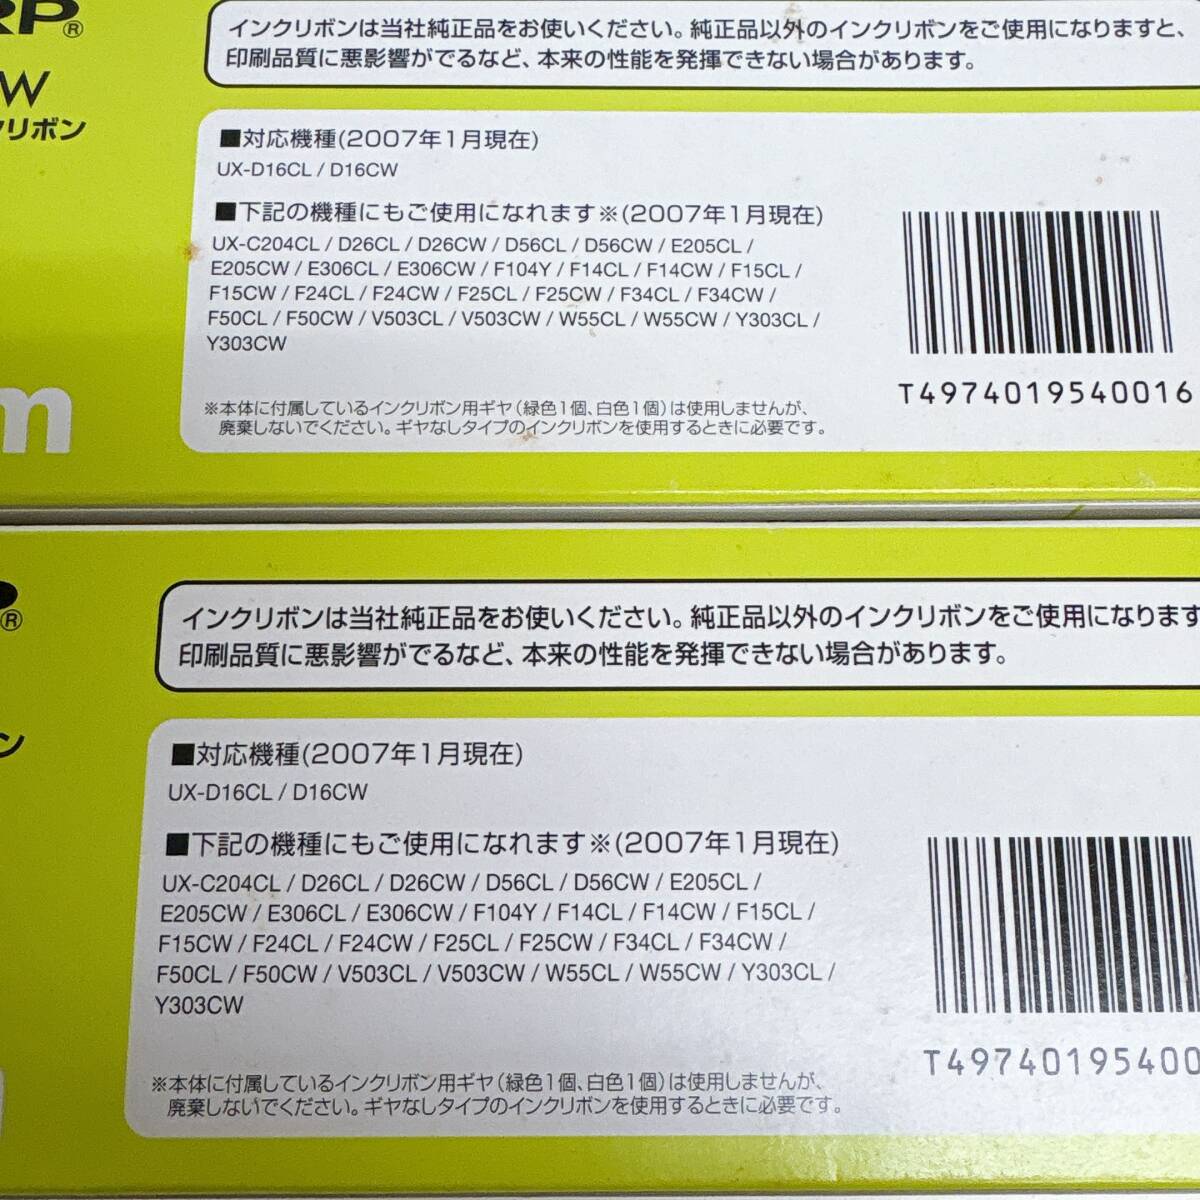 RP®
W
リボン
m
インクリボンは当社純正品をお使いください。純正品以外のインクリボンをご使用になりますと、
印刷品質に悪影響がでるなど、本来の性能を発揮できない場合があります。
■対応機種(2007年1月現在)
UX-D16CL / D16CW
■下記の機種にもご使用になれます※(2007年1月現在)
UX-C204CL / D26CL / D26CW / D56CL / D56CW / E205CL /
E205CW / E306CL / E306CW / F104Y / F14CL / F14CW / F15CL /
F15CW / F24CL / F24CW / F25CL / F25CW / F34CL / F34CW /
F50CL / F50CW / V503CL / V503CW / W55CL / W55CW / Y303CL /
Y303CW
※本体に付属しているインクリボン用ギヤ(緑色1個、白色1個)は使用しませんが、
廃棄しないでください。ギヤなしタイプのインクリボンを使用するときに必要です。
T4974019540016
®
ン
インクリボンは当社純正品をお使いください。純正品以外のインクリボンをご使用になります
印刷品質に悪影響がでるなど、本来の性能を発揮できない場合があります。
■対応機種(2007年1月現在)
UX-D16CL / D16CW
■下記の機種にもご使用になれます※(2007年1月現在)
UX-C204CL / D26CL / D26CW / D56CL / D56CW / E205CL /
E205CW / E306CL / E306CW / F104Y / F14CL / F14CW / F15CL /
F15CW / F24CL / F24CW / F25CL / F25CW / F34CL / F34CW /
F50CL / F50CW / V503CL / V503CW / W55CL / W55CW / Y303CL /
Y303CW
※本体に付属しているインクリボン用ギヤ(緑色1個、白色1個)は使用しませんが、
廃棄しないでください。ギヤなしタイプのインクリボンを使用するときに必要です。
T49740195400